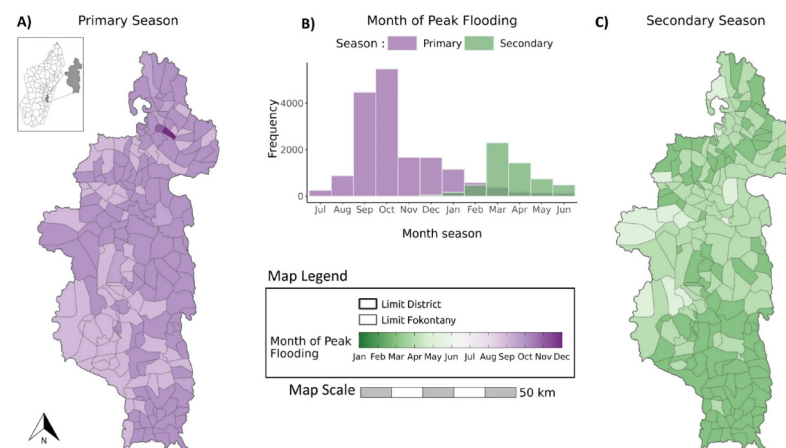 A) Primary Season
B) Month of Peak Flooding
C) Secondary Season
Season : Primary Secondary
Frequency
4000
2000
0
Jul Aug Sep Oct Nov Dec Jan Feb Mar Apr May Jun
Month season
Map Legend
Limit District
Limit Fokontany
Month of Peak
Flooding
Jan Feb Mar Apr May Jun Jul Aug Sep Oct Nov Dec
Map Scale 50 km
N